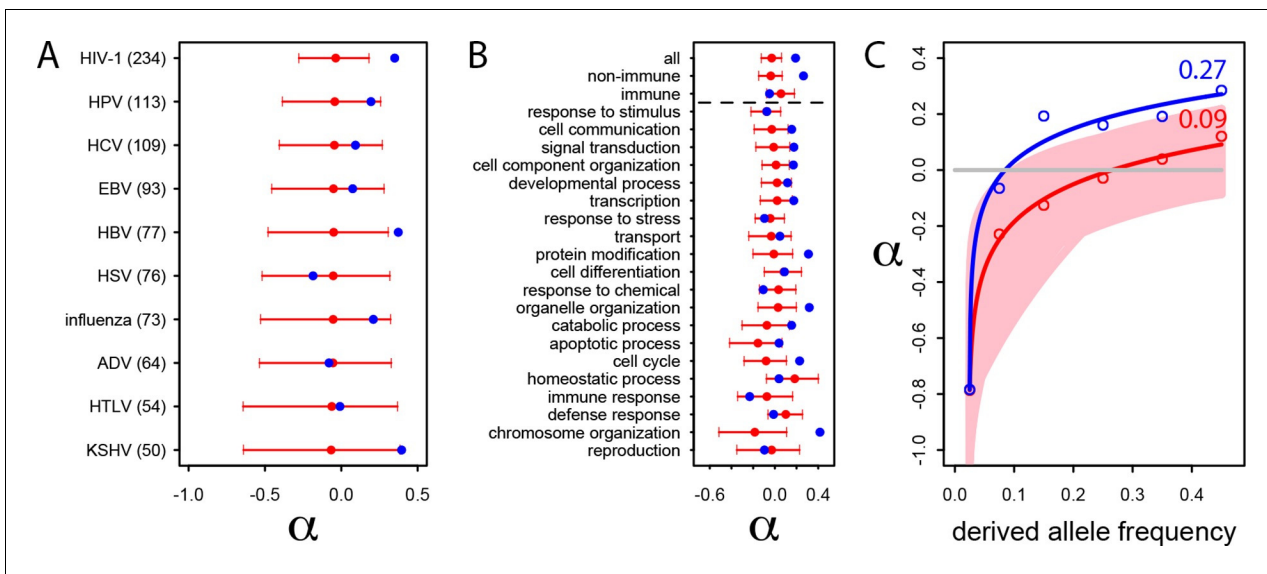 A
HIV-1 (234)
HPV (113)
HCV (109)
EBV (93)
HBV (77)
HSV (76)
influenza (73)
ADV (64)
HTLV (54)
KSHV (50)
-1.0 -0.5 0.0 0.5
α
B
all
non-immune
immune
response to stimulus
cell communication
signal transduction
cell component organization
developmental process
transcription
response to stress
transport
protein modification
cell differentiation
response to chemical
organelle organization
catabolic process
apoptotic process
cell cycle
homeostatic process
immune response
defense response
chromosome organization
reproduction
-0.6 0.0 0.4
α
C
0.27
0.09
0.4
0.2
0.0
-0.2
-0.4
-0.6
-0.8
-1.0
α
0.0 0.1 0.2 0.3 0.4
derived allele frequency